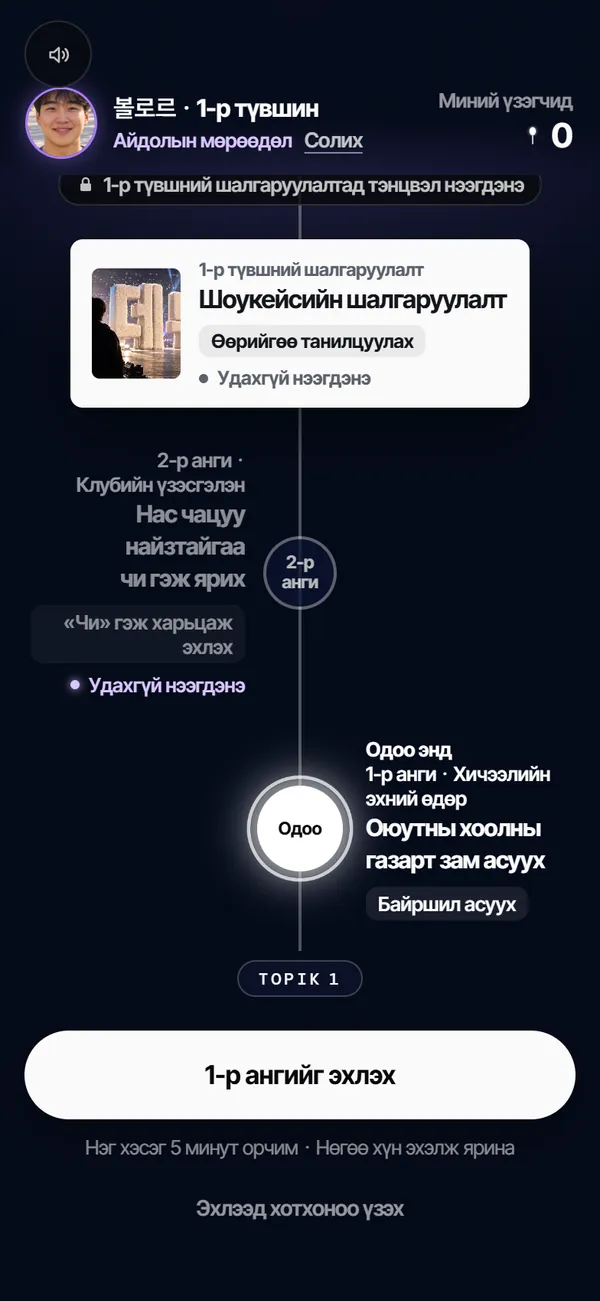 볼로르 · 1-р түвшин
Айдолын мөрөөдөл Солих
Миний үзэгчид
0
1-р түвшний шалгаруулалтад тэнцвэл нээгдэнэ
1-р түвшний шалгаруулалт
Шоукейсийн шалгаруулалт
Өөрийгөө танилцуулах
Удахгүй нээгдэнэ
2-р анги ·
Клубийн үзэсгэлэн
Нас чацуу
найзтайгаа
чи гэж ярих
«Чи» гэж харьцаж
эхлэх
Удахгүй нээгдэнэ
2-р
анги
Одоо энд
1-р анги · Хичээлийн
эхний өдөр
Оюутны хоолны
газарт зам асуух
Байршил асуух
Одоо
TOPIK 1
1-р ангийг эхлэх
Нэг хэсэг 5 минут орчим · Нөгөө хүн эхэлж ярина
Эхлээд хотхоноо үзэх